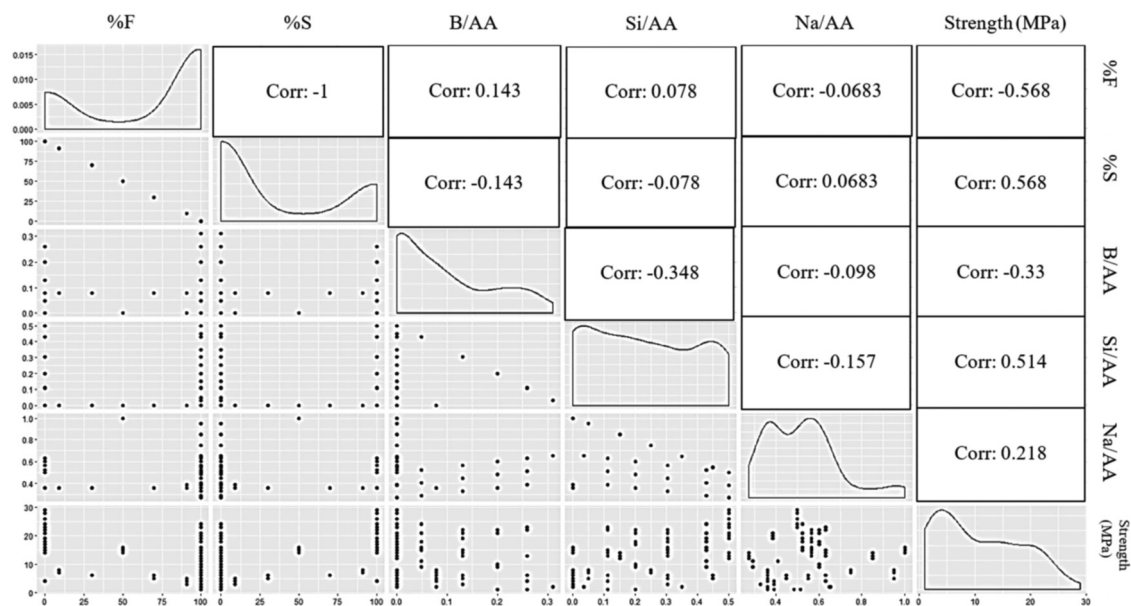 %F %S B/AA Si/AA Na/AA Strength (MPa)
0.015
0.010
0.005
0.000
Corr: -1 Corr: 0.143 Corr: 0.078 Corr: -0.0683 Corr: -0.568
%F
100
75
50
25
0
Corr: -0.143 Corr: -0.078 Corr: 0.0683 Corr: 0.568
%S
0.3
0.2
0.1
0.0
Corr: -0.348 Corr: -0.098 Corr: -0.33
B/AA
0.5
0.4
0.3
0.2
0.1
0.0
Corr: -0.157 Corr: 0.514
Si/AA
1.0
0.8
0.6
0.4
Corr: 0.218
Na/AA
30
20
10
0
Strength
(MPa)
0 25 50 75 100 0 25 50 75 100 0.0 0.1 0.2 0.3 0.0 0.1 0.2 0.3 0.4 0.5 0.4 0.6 0.8 1.0 0 10 20 30